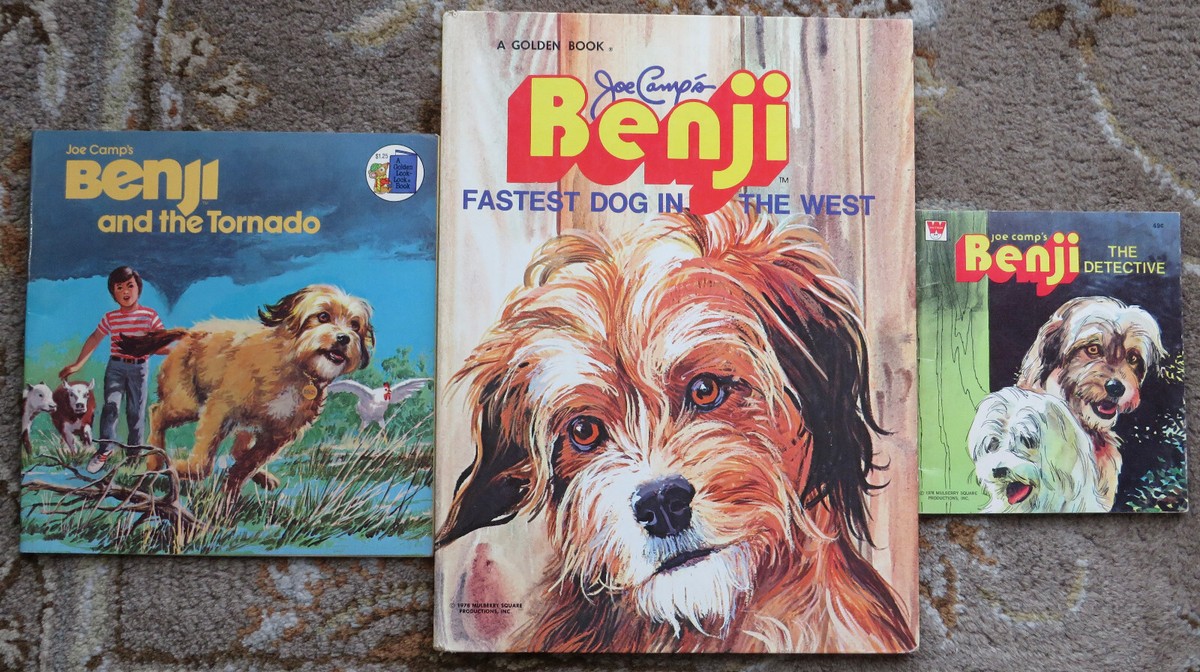 Joe Camp's
Benji
and the Tornado
$1.25
A
Golden
Look-
Look®
Book
A GOLDEN BOOK®
Joe Camp's
Benji
TM
FASTEST DOG IN THE WEST
© 1978 MULBERRY SQUARE
PRODUCTIONS, INC.
W
joe camp's
Benji
THE
DETECTIVE
69¢
© 1978 MULBERRY SQUARE
PRODUCTIONS, INC.